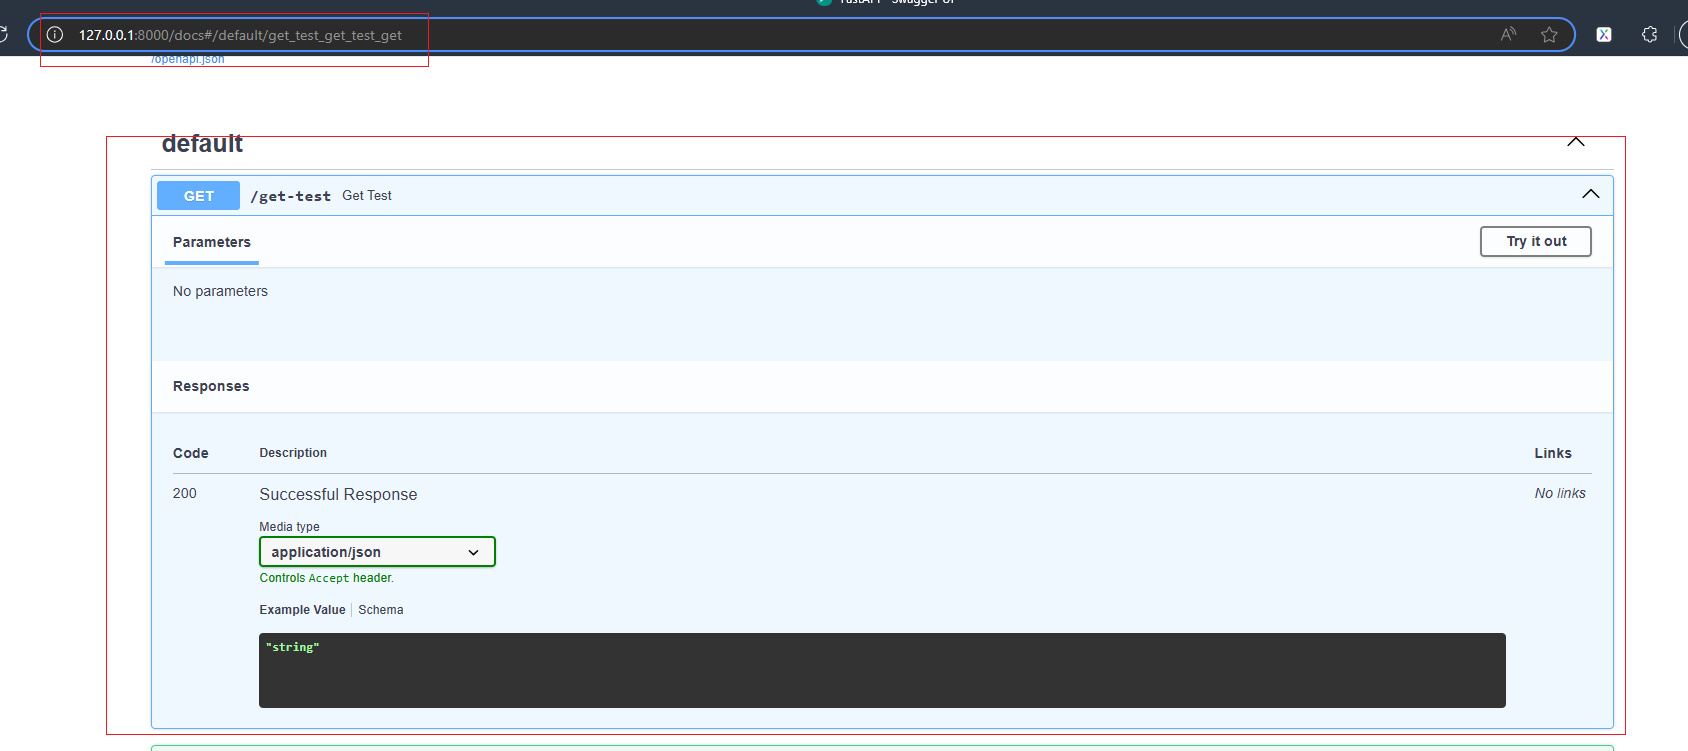 127.0.0.1:8000/docs#/default/get_test_get_test_get
/openapi.json
default
GET /get-test Get Test
Parameters
Try it out
No parameters
Responses
Code Description Links
200 Successful Response No links
Media type
application/json
Controls Accept header.
Example Value Schema
"string"